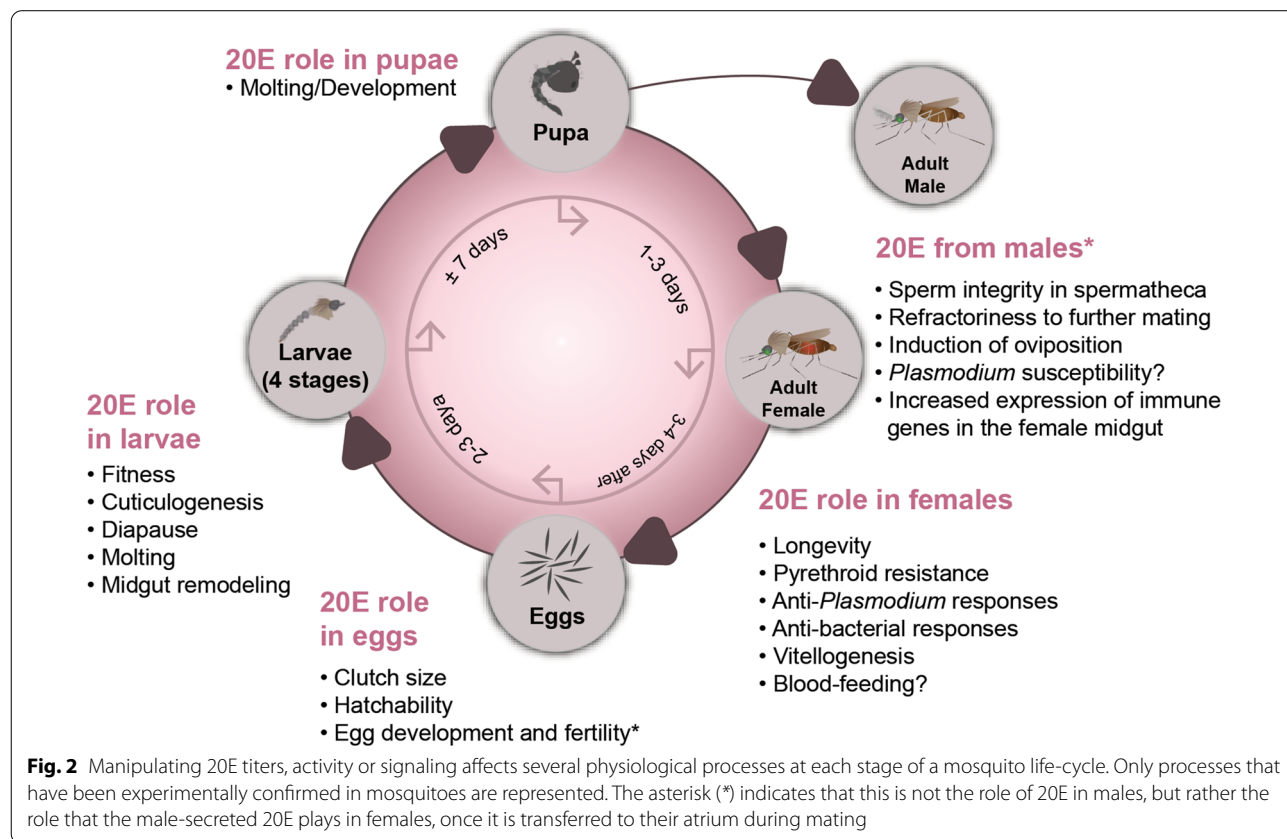 20E role in pupae
• Molting/Development
Pupa
Adult
Male
20E from males*
• Sperm integrity in spermatheca
• Refractoriness to further mating
• Induction of oviposition
• Plasmodium susceptibility?
• Increased expression of immune
genes in the female midgut
± 7 days
1-3 days
Larvae
(4 stages)
Adult
Female
2-3 daya
3-4 days after
20E role
in larvae
• Fitness
• Cuticulogenesis
• Diapause
• Molting
• Midgut remodeling
20E role in females
• Longevity
• Pyrethroid resistance
• Anti-Plasmodium responses
• Anti-bacterial responses
• Vitellogenesis
• Blood-feeding?
Eggs
20E role
in eggs
• Clutch size
• Hatchability
• Egg development and fertility*
Fig. 2 Manipulating 20E titers, activity or signaling affects several physiological processes at each stage of a mosquito life-cycle. Only processes that
have been experimentally confirmed in mosquitoes are represented. The asterisk (*) indicates that this is not the role of 20E in males, but rather the
role that the male-secreted 20E plays in females, once it is transferred to their atrium during mating